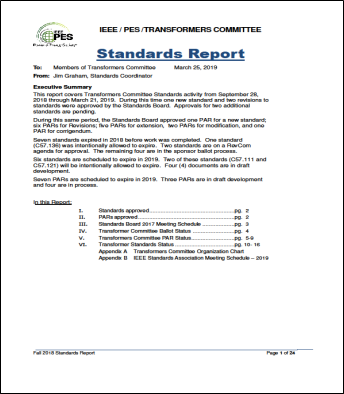 IEEE
PES
Power & Energy Society
IEEE / PES /TRANSFORMERS COMMITTEE
Standards Report
To: Members of Transformers Committee March 25, 2019
From: Jim Graham, Standards Coordinator
Executive Summary
This report covers Transformers Committee Standards activity from September 28,
2018 through March 21, 2019. During this time one new standard and two revisions to
standards were approved by the Standards Board. Approvals for two additional
standards are pending.
During this same period, the Standards Board approved one PAR for a new standard;
six PARs for Revisions; five PARs for extension, two PARs for modification, and one
PAR for corrigendum.
Seven standards expired in 2018 before work was completed. One standard
(C57.136) was intentionally allowed to expire. Two standards are on a RevCom
agenda for approval. The remaining four are in the sponsor ballot process.
Six standards are scheduled to expire in 2019. Two of these standards (C57.111 and
C57.121) will be intentionally allowed to expire. Four (4) documents are in draft
development.
Seven PARs are scheduled to expire in 2019. Three PARs are in draft development
and four are in process.
In this Report:
I. Standards approved pg. 2
II. PARs approved pg. 2
III. Standards Board 2017 Meeting Schedule pg. 3
IV. Transformer Committee Ballot Status pg. 4
V. Transformers Committee PAR Status pg. 5-9
VI. Transformer Standards Status pg. 10- 16
Appendix A Transformers Committee Organization Chart
Appendix B IEEE Standards Association Meeting Schedule – 2019
Fall 2018 Standards Report Page 1 of 24